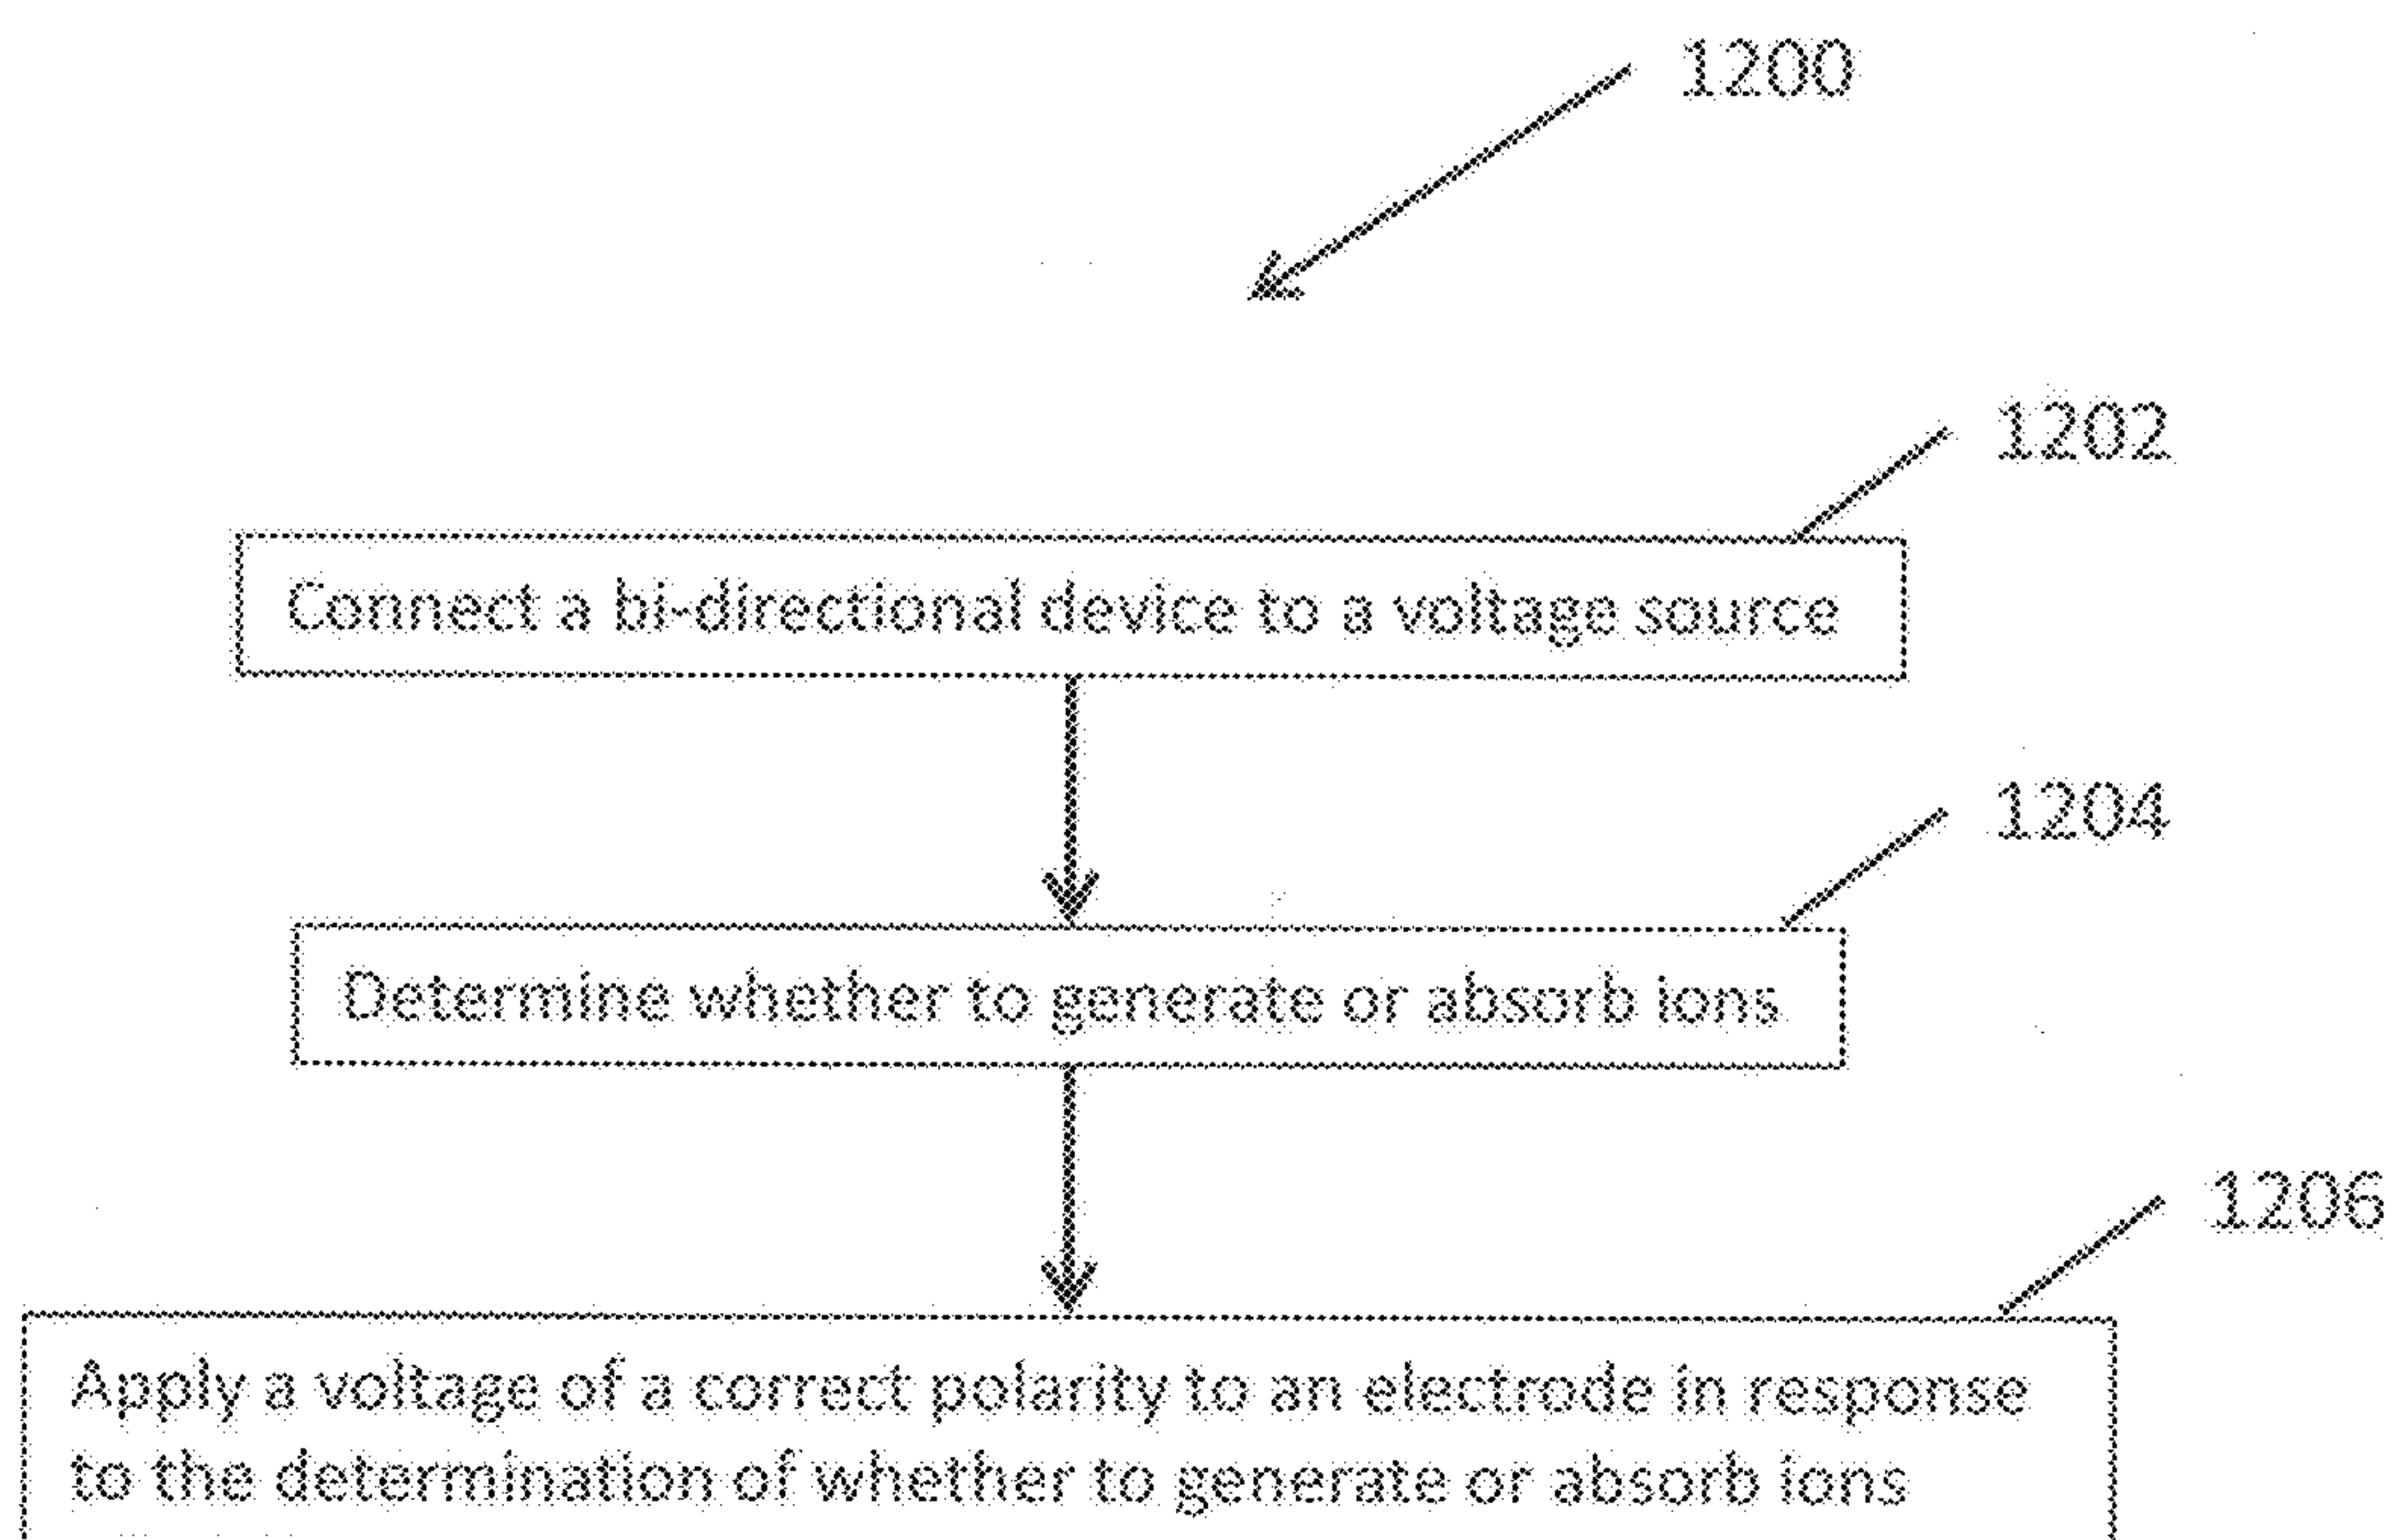 1200
1202
Connect a bi-directional device to a voltage source
1204
Determine whether to generate or absorb ions
1206
Apply a voltage of a correct polarity to an electrode in response
to the determination of whether to generate or absorb ions